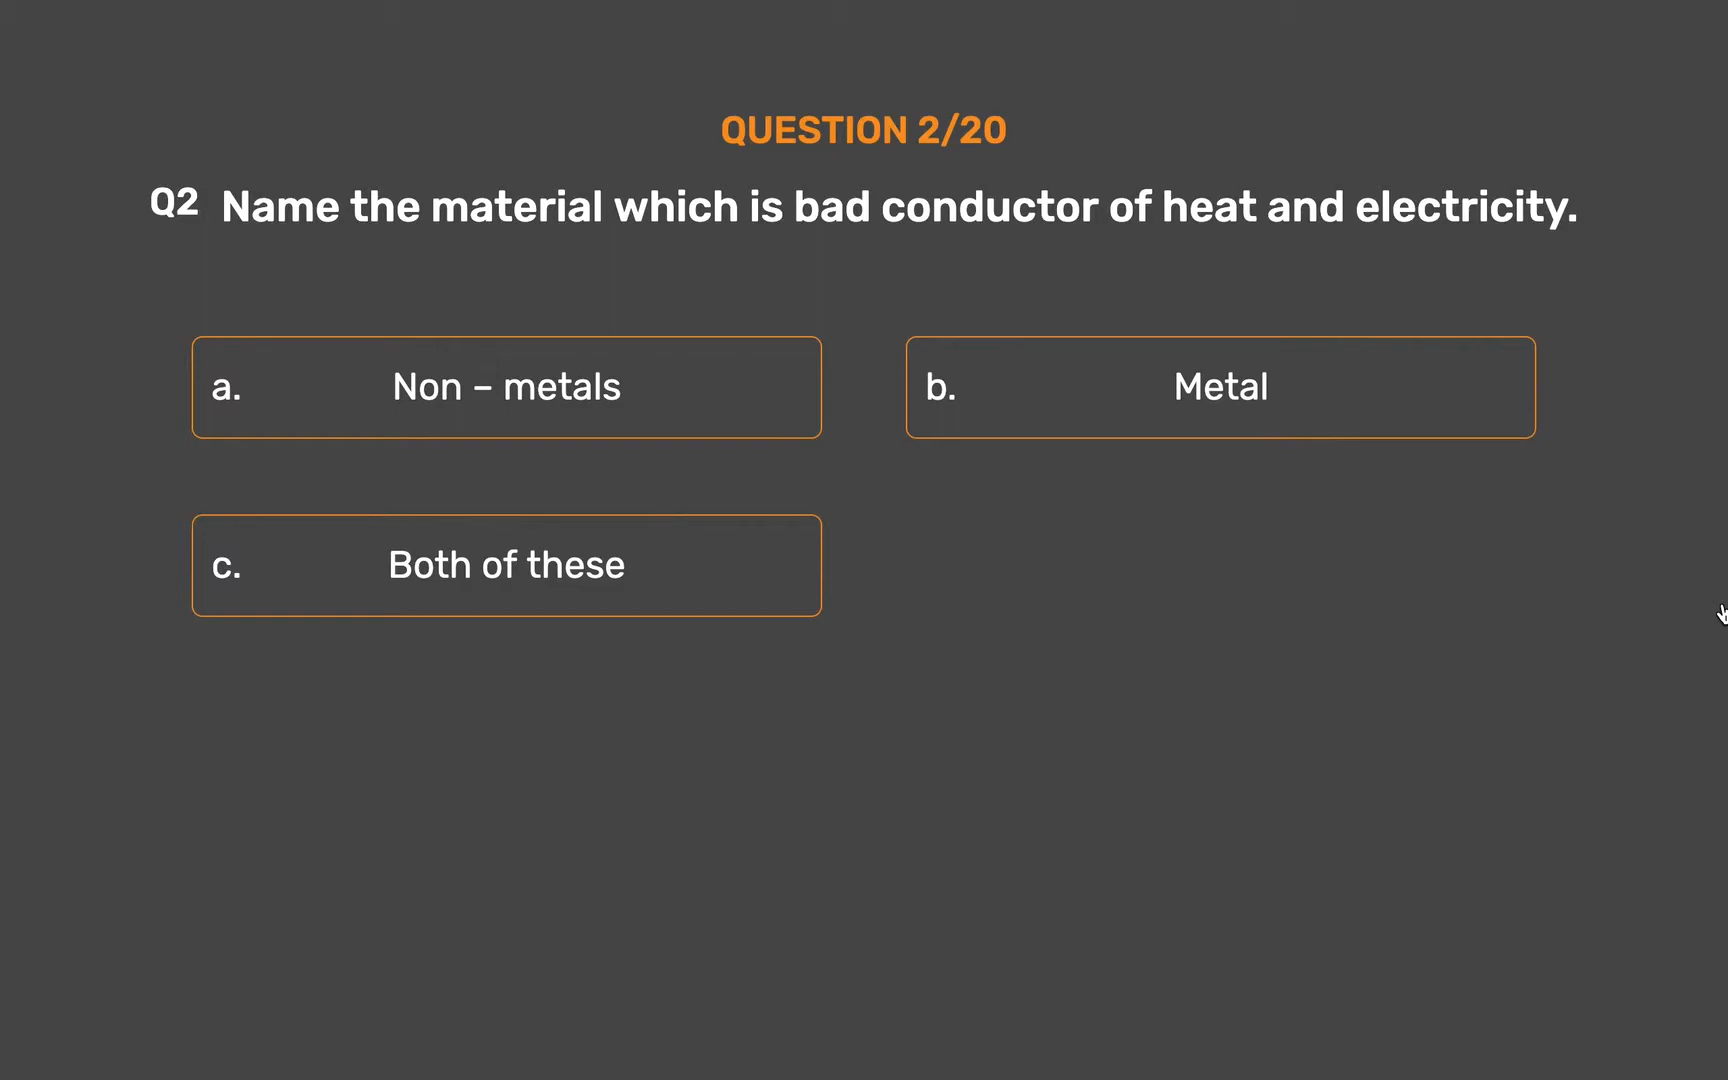 QUESTION 2/20
Q2 Name the material which is bad conductor of heat and electricity.
a. Non – metals
b. Metal
c. Both of these